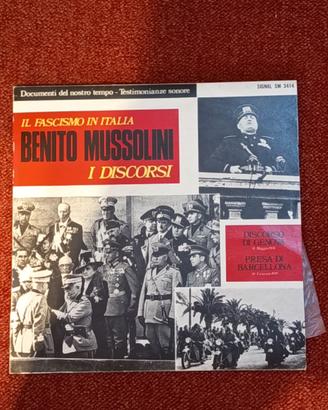 Documenti del nostro tempo - Testimonianze sonore
SIGNAL SM 3414
IL FASCISMO IN ITALIA
BENITO MUSSOLINI
I DISCORSI
DISCORSO
DI GENOVA
PRESA DI
BARCELLONA